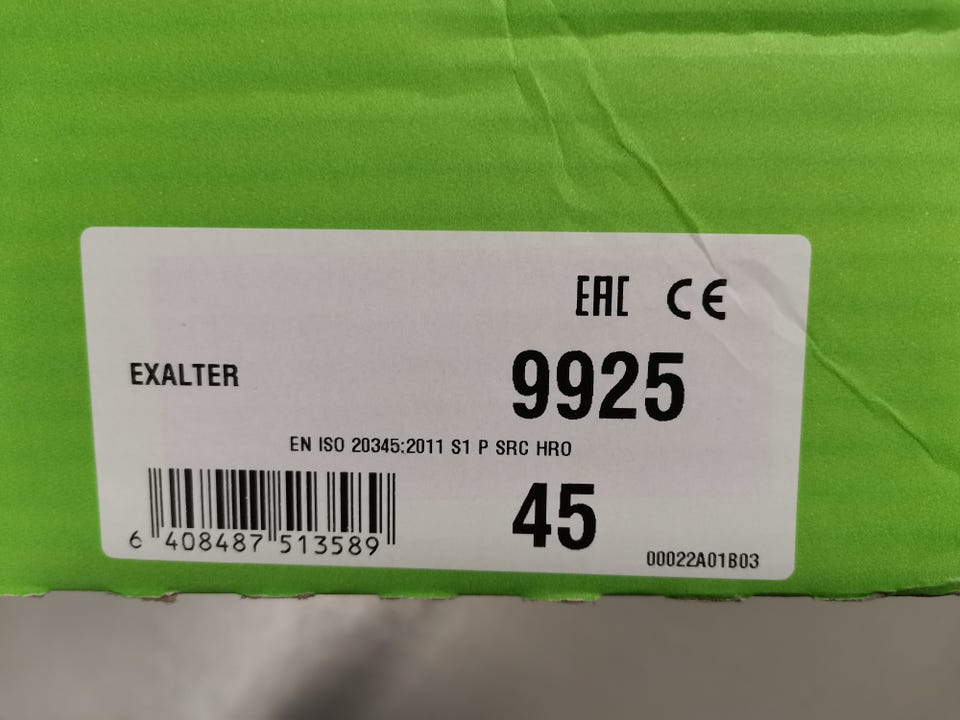 EAC CE
EXALTER
9925
EN ISO 20345:2011 S1 P SRC HRO
45
6 408487 513589
00022A01B03